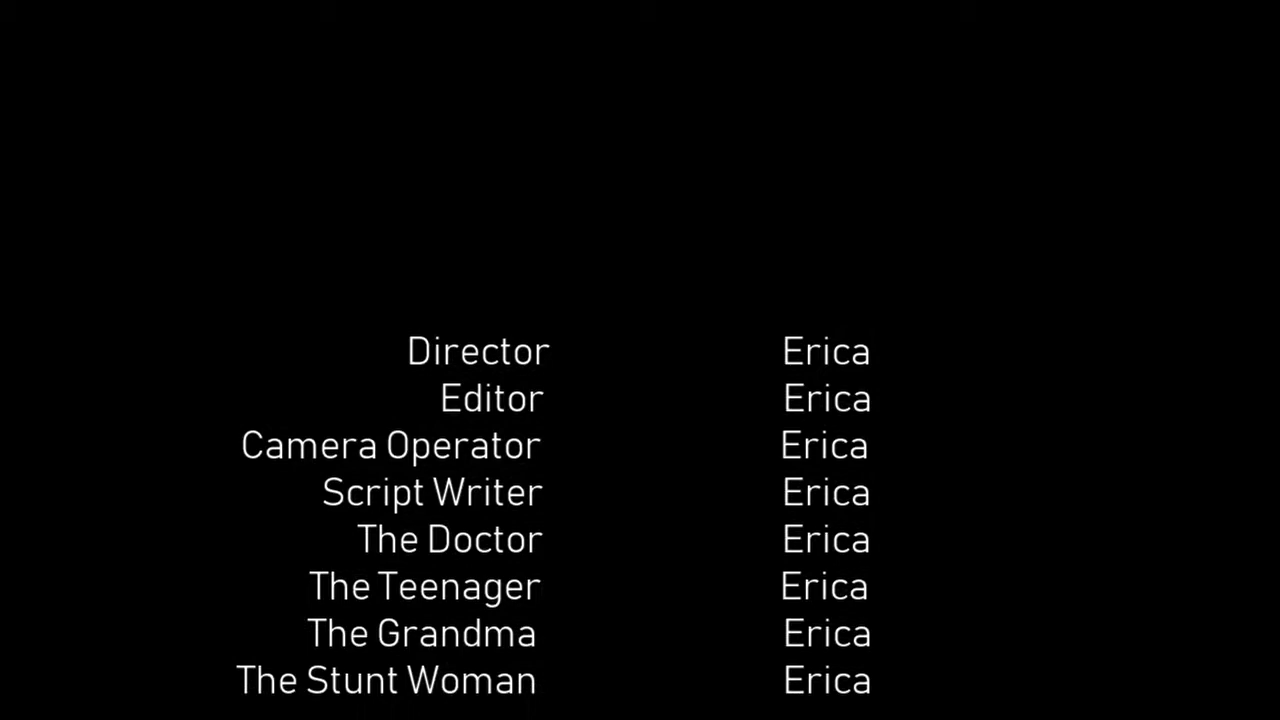 Director Erica
Editor Erica
Camera Operator Erica
Script Writer Erica
The Doctor Erica
The Teenager Erica
The Grandma Erica
The Stunt Woman Erica